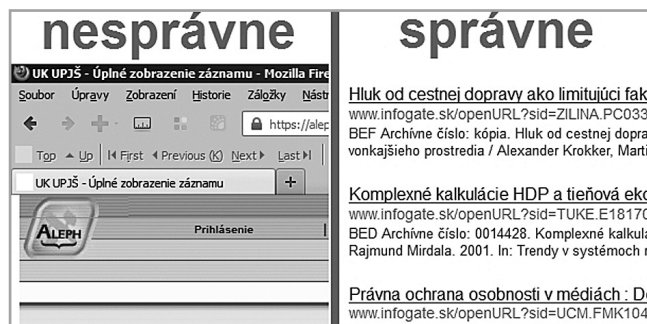 nesprávne
UK UPJŠ - Úplné zobrazenie záznamu - Mozilla Fire
Soubor Úpravy Zobrazení Historie Záložky Nást
https://alep
Top Up First Previous (K) Next Last
UK UPJŠ - Úplné zobrazenie záznamu
ALEPH
Prihlásenie
správne
Hluk od cestnej dopravy ako limitujúci fak
www.infogate.sk/openURL?sid=ZILINA.PC033
BEF Archívne číslo: kópia. Hluk od cestnej dopra
vonkajšieho prostredia / Alexander Krokker, Marti
Komplexné kalkulácie HDP a tieňová eko
www.infogate.sk/openURL?sid=TUKE.E18170
BED Archívne číslo: 0014428. Komplexné kalkula
Rajmund Mirdala. 2001. In: Trendy v systémoch r
Právna ochrana osobnosti v médiách : D
www.infogate.sk/openURL?sid=UCM.FMK104